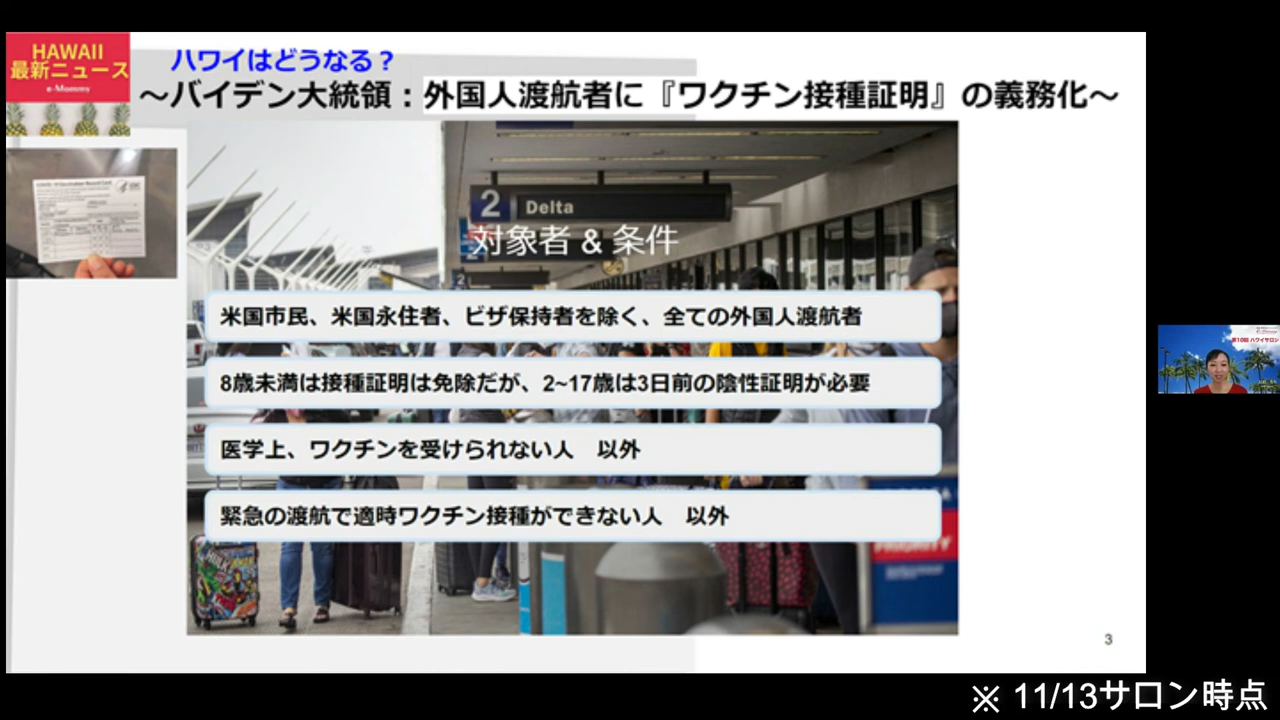 HAWAII
最新ニュース
e-Mommy
ハワイはどうなる？
～バイデン大統領：外国人渡航者に『ワクチン接種証明』の義務化～
2 Delta
対象者 & 条件
米国市民、米国永住者、ビザ保持者を除く、全ての外国人渡航者
8歳未満は接種証明は免除だが、2~17歳は3日前の陰性証明が必要
医学上、ワクチンを受けられない人　以外
緊急の渡航で適時ワクチン接種ができない人　以外
PRIORITY
3
※ 11/13サロン時点